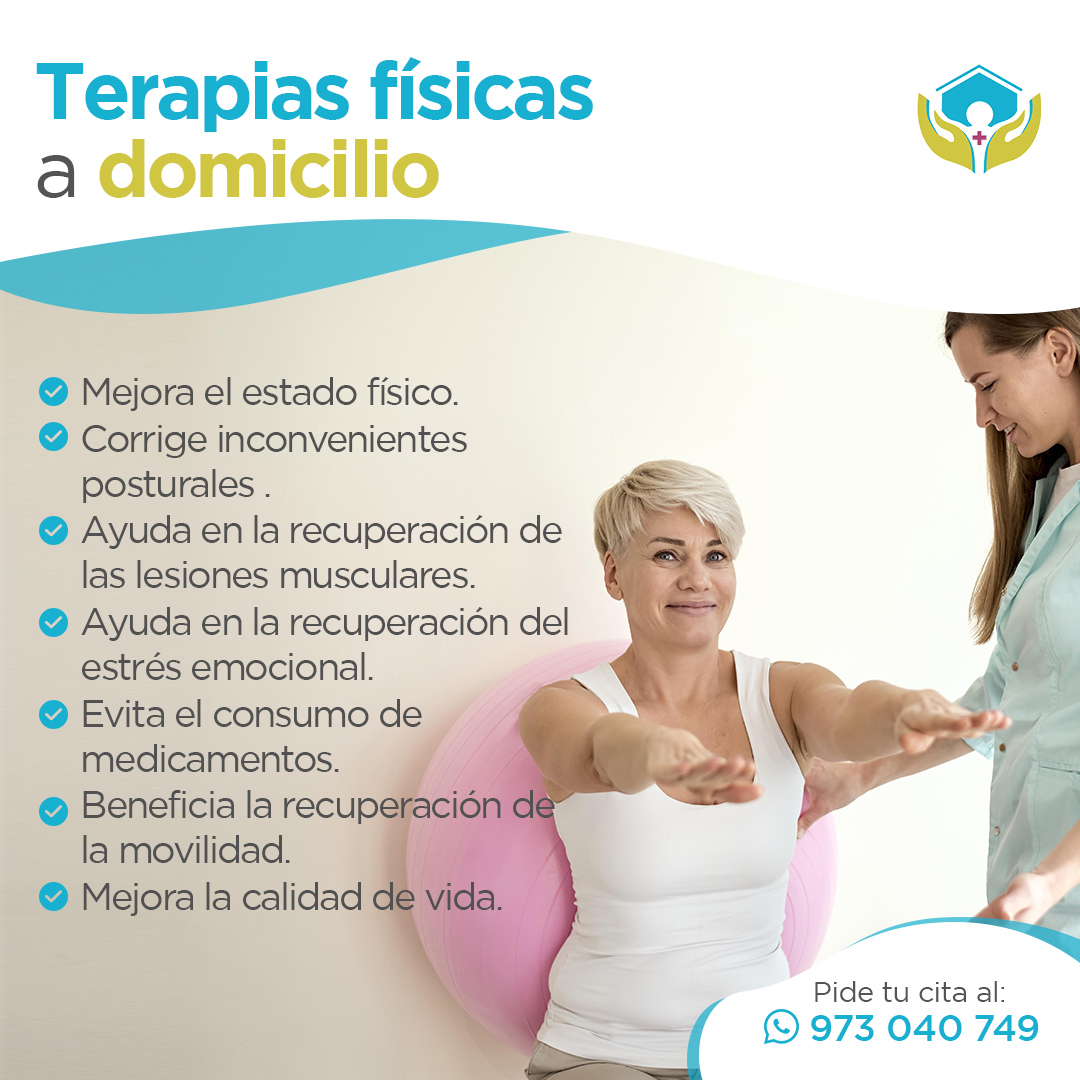 Terapias físicas
a domicilio
Mejora el estado físico.
Corrige inconvenientes
posturales .
Ayuda en la recuperación de
las lesiones musculares.
Ayuda en la recuperación del
estrés emocional.
Evita el consumo de
medicamentos.
Beneficia la recuperación de
la movilidad.
Mejora la calidad de vida.
Pide tu cita al:
973 040 749